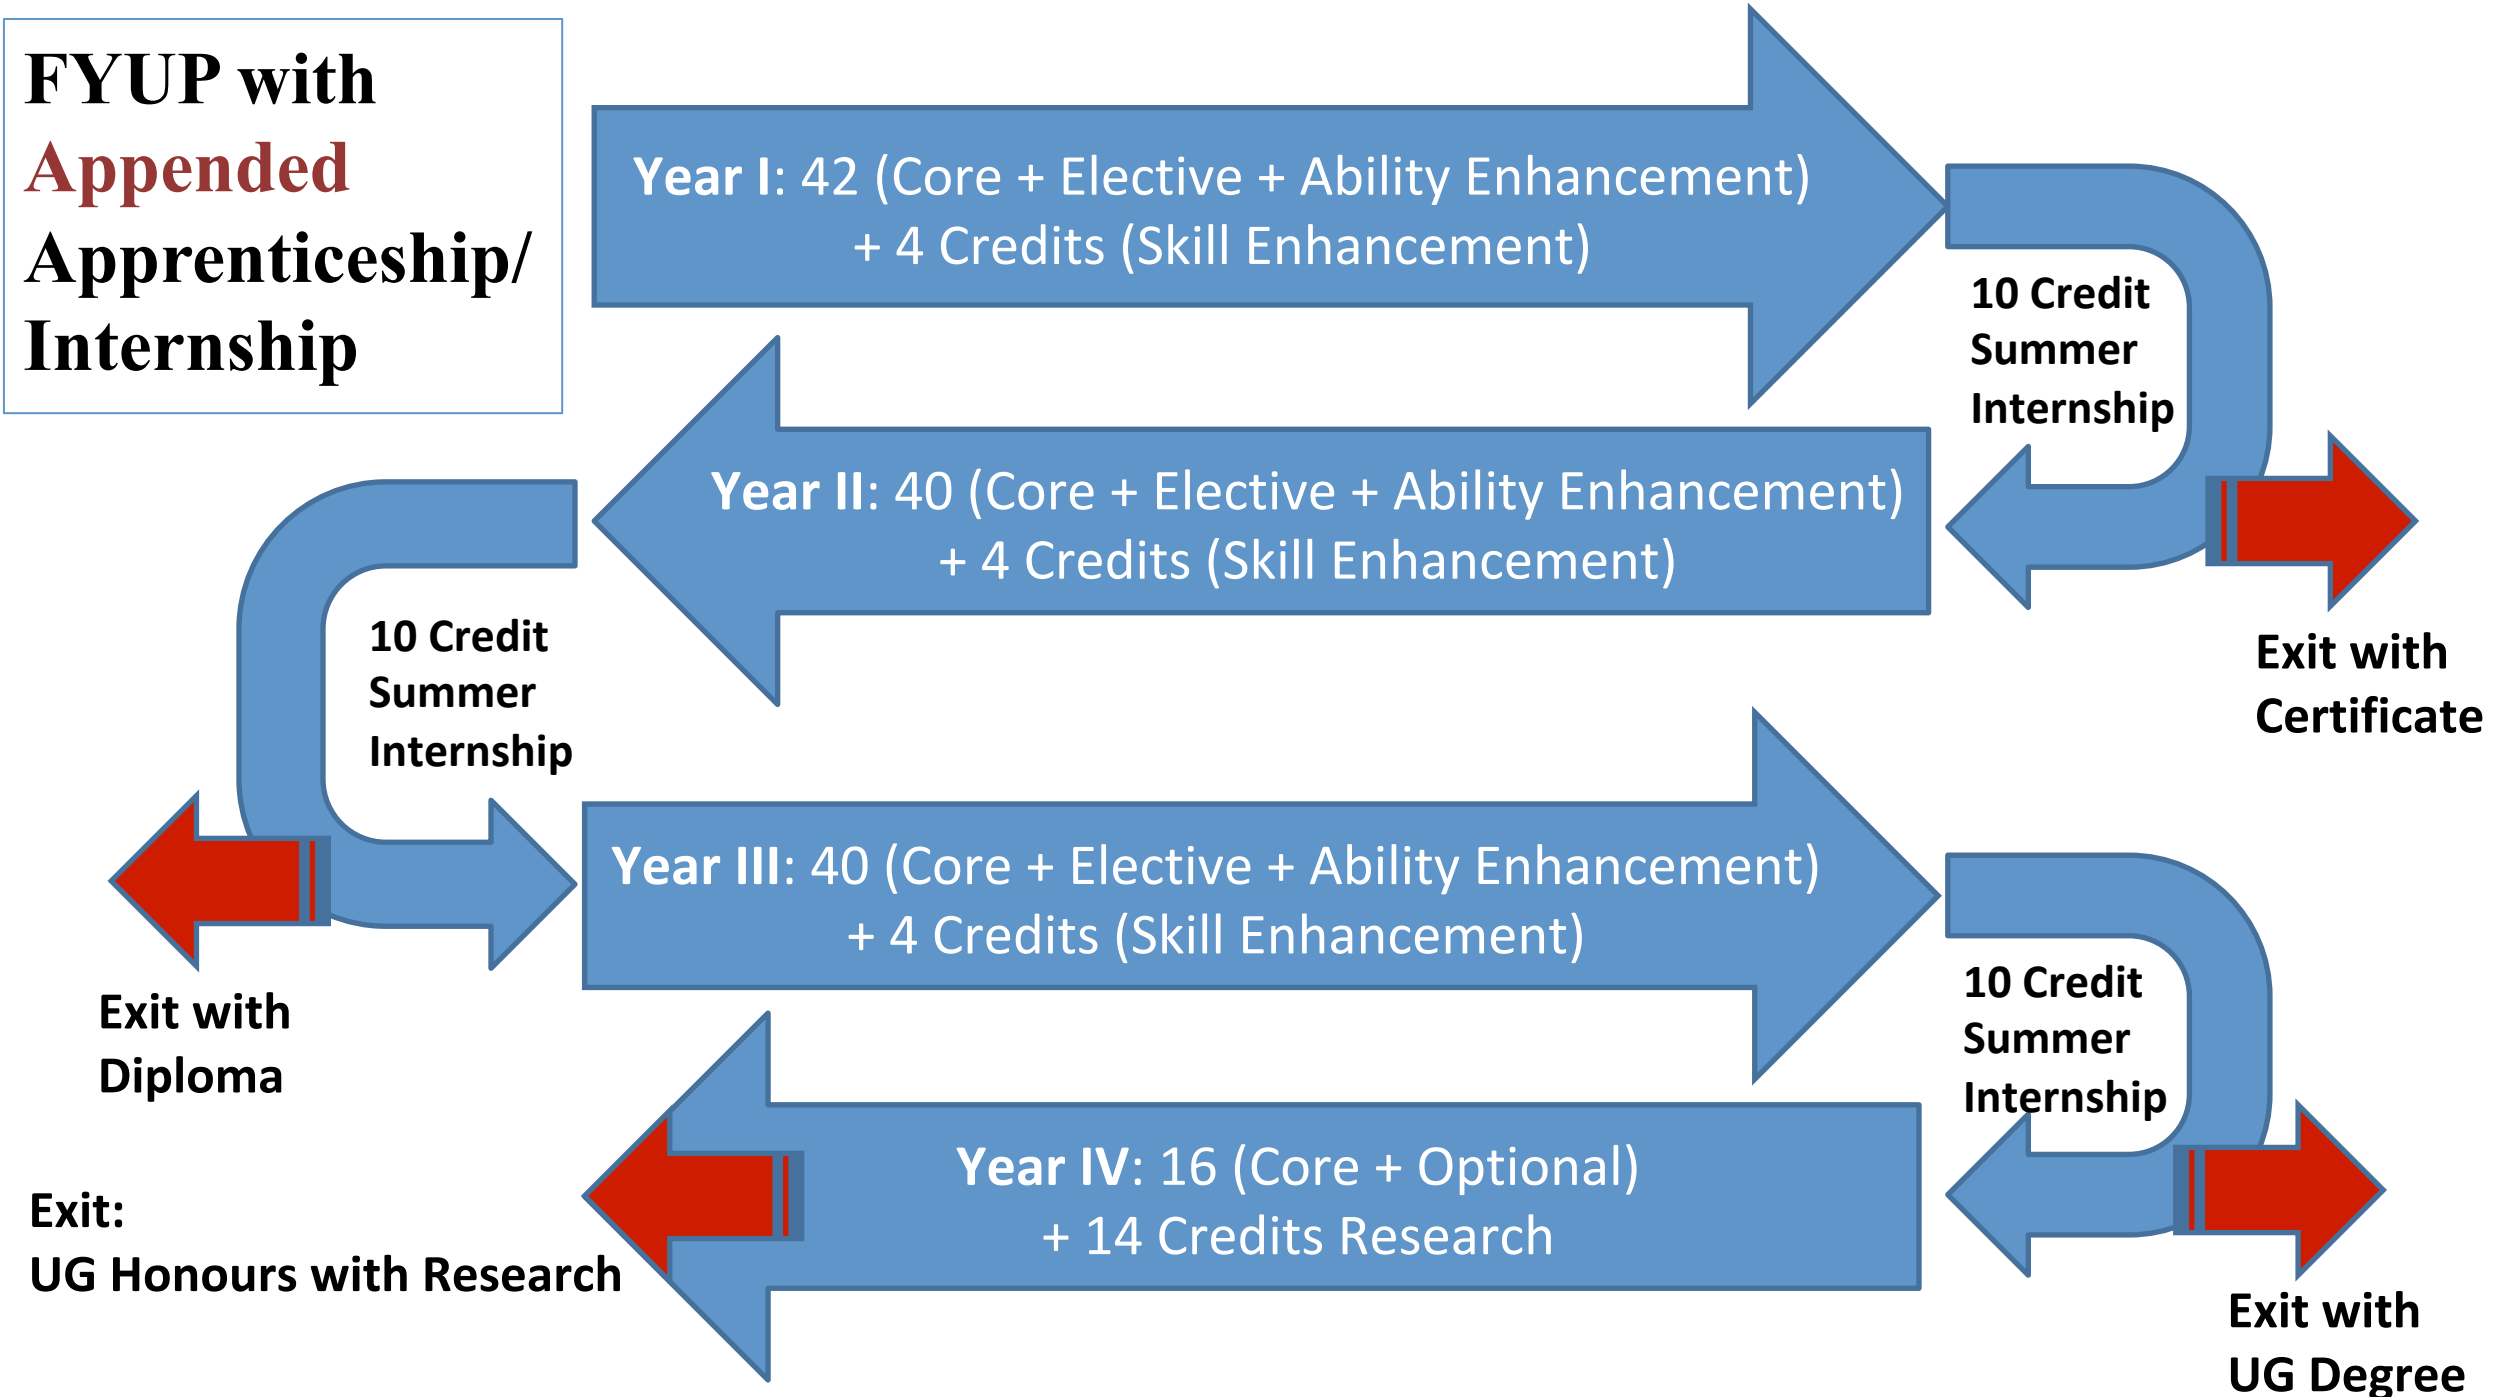 FYUP with
Appended
Apprenticeship/
Internship
Year I: 42 (Core + Elective + Ability Enhancement)
+ 4 Credits (Skill Enhancement)
10 Credit
Summer
Internship
Year II: 40 (Core + Elective + Ability Enhancement)
+ 4 Credits (Skill Enhancement)
Exit with
Certificate
10 Credit
Summer
Internship
Year III: 40 (Core + Elective + Ability Enhancement)
+ 4 Credits (Skill Enhancement)
Exit with
Diploma
10 Credit
Summer
Internship
Year IV: 16 (Core + Optional)
+ 14 Credits Research
Exit:
UG Honours with Research
Exit with
UG Degree